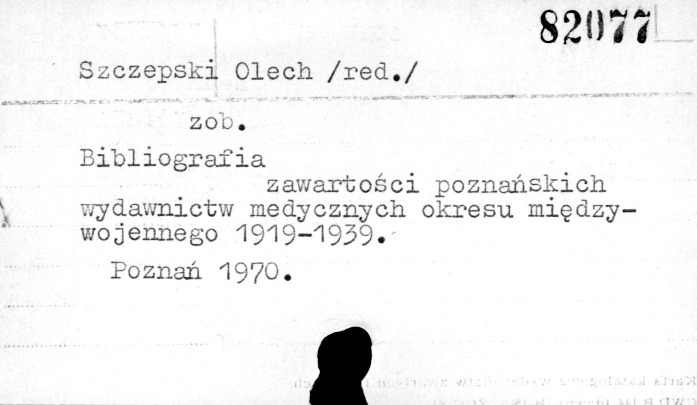 82077
Szczepski Olech /red./
zob.
Bibliografia
zawartości poznańskich
wydawnictw medycznych okresu między-
wojennego 1919-1939.
Poznań 1970.